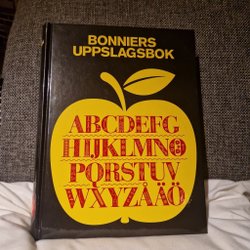 BONNIERS
UPPSLAGSBOK
ABCDEFG
HIJKLMNO
PQRSTUV
WXYZÅÄÖ